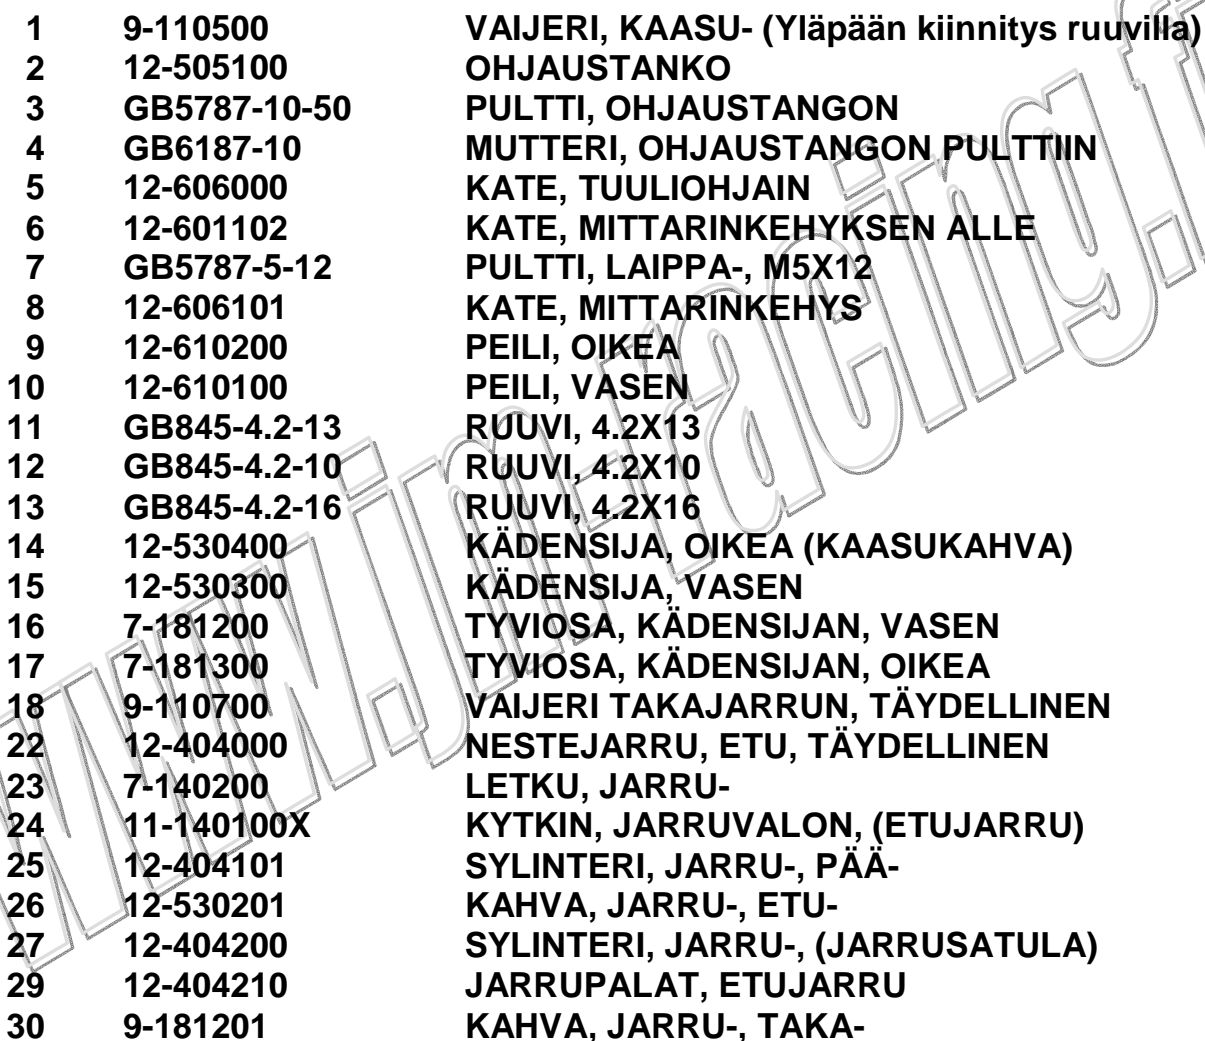 1 9-110500 VAIJERI, KAASU- (Yläpään kiinnitys ruuvilla)
2 12-505100 OHJAUSTANKO
3 GB5787-10-50 PULTTI, OHJAUSTANGON
4 GB6187-10 MUTTERI, OHJAUSTANGON PULTTIIN
5 12-606000 KATE, TUULIOHJAIN
6 12-601102 KATE, MITTARINKEHYKSEN ALLE
7 GB5787-5-12 PULTTI, LAIPPA-, M5X12
8 12-606101 KATE, MITTARINKEHYS
9 12-610200 PEILI, OIKEA
10 12-610100 PEILI, VASEN
11 GB845-4.2-13 RUUVI, 4.2X13
12 GB845-4.2-10 RUUVI, 4.2X10
13 GB845-4.2-16 RUUVI, 4.2X16
14 12-530400 KÄDENSIJA, OIKEA (KAASUKAHVA)
15 12-530300 KÄDENSIJA, VASEN
16 7-181200 TYVIOSA, KÄDENSIJAN, VASEN
17 7-181300 TYVIOSA, KÄDENSIJAN, OIKEA
18 9-110700 VAIJERI TAKAJARRUN, TÄYDELLINEN
22 12-404000 NESTEJARRU, ETU, TÄYDELLINEN
23 7-140200 LETKU, JARRU-
24 11-140100X KYTKIN, JARRUVALON, (ETUJARRU)
25 12-404101 SYLINTERI, JARRU-, PÄÄ-
26 12-530201 KAHVA, JARRU-, ETU-
27 12-404200 SYLINTERI, JARRU-, (JARRUSATULA)
29 12-404210 JARRUPALAT, ETUJARRU
30 9-181201 KAHVA, JARRU-, TAKA-
www.jm-racing.fi